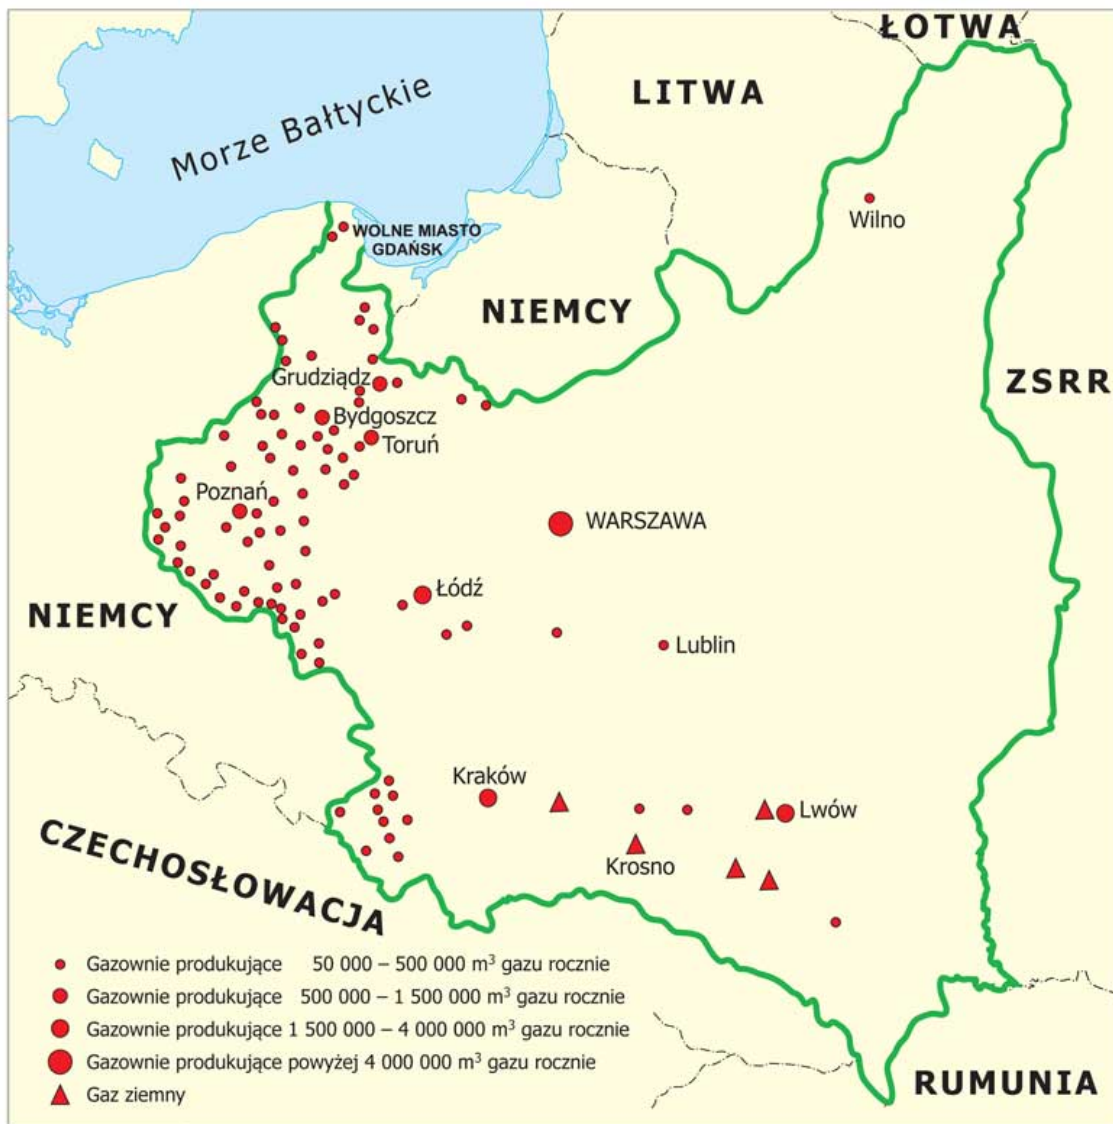 ŁOTWA
LITWA
Morze Bałtyckie
Wilno
WOLNE MIASTO
GDAŃSK
NIEMCY
ZSRR
Grudziądz
Bydgoszcz
Toruń
Poznań
WARSZAWA
Łódź
NIEMCY
Lublin
Kraków
Lwów
Krosno
CZECHOSŁOWACJA
Gazownie produkujące 50 000 – 500 000 m³ gazu rocznie
Gazownie produkujące 500 000 – 1 500 000 m³ gazu rocznie
Gazownie produkujące 1 500 000 – 4 000 000 m³ gazu rocznie
Gazownie produkujące powyżej 4 000 000 m³ gazu rocznie
Gaz ziemny
RUMUNIA